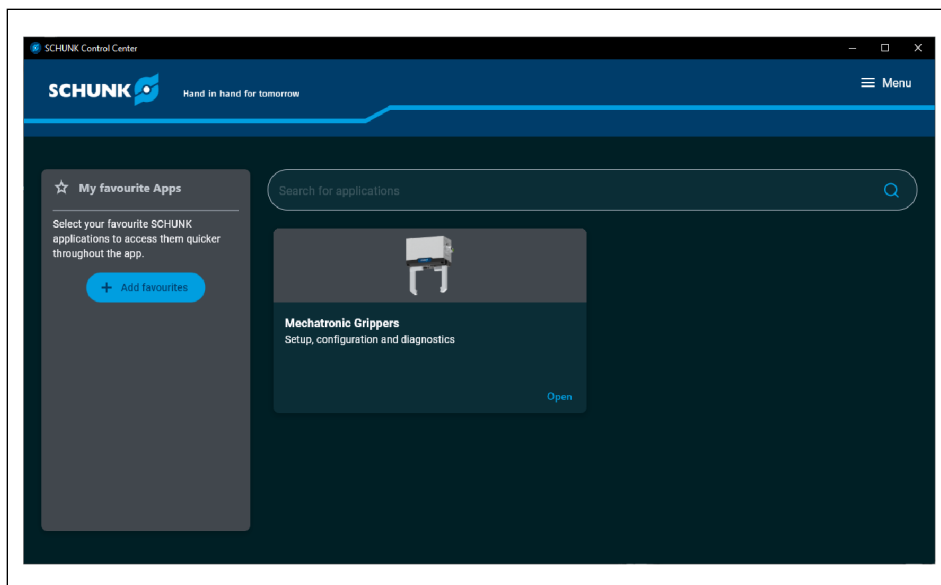 SCHUNK Control Center
SCHUNK
Hand in hand for tomorrow
Menu
My favourite Apps
Select your favourite SCHUNK
applications to access them quicker
throughout the app.
+ Add favourites
Search for applications
Mechatronic Grippers
Setup, configuration and diagnostics
Open